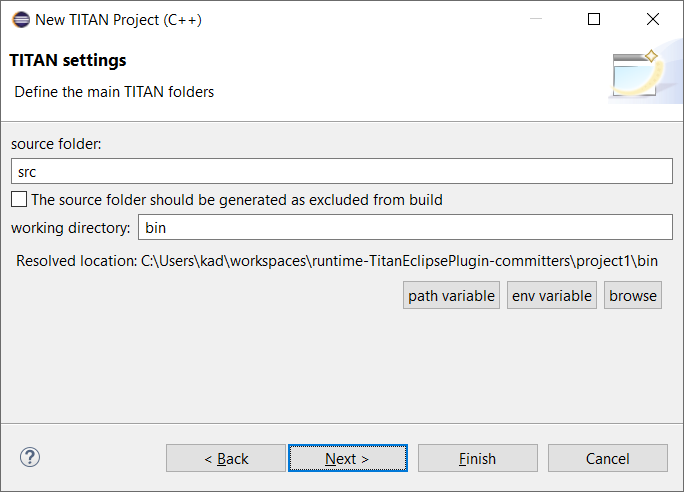 New TITAN Project (C++)
TITAN settings
Define the main TITAN folders
source folder:
src
The source folder should be generated as excluded from build
working directory: bin
Resolved location: C:\Users\kad\workspaces\runtime-TitanEclipsePlugin-committers\project1\bin
path variable env variable browse
? < Back Next > Finish Cancel